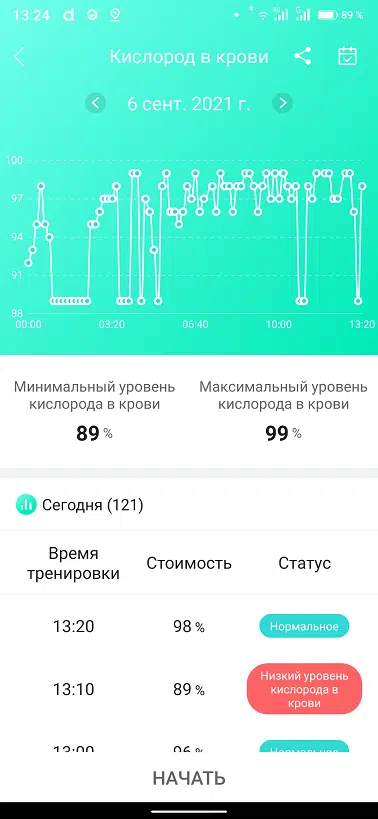 13:24 89 %
Кислород в крови
6 сент. 2021 г.
100
97
94
91
88
00:00 03:20 06:40 10:00 13:20
Минимальный уровень Максимальный уровень
кислорода в крови кислорода в крови
89 % 99 %
Сегодня (121)
Время
тренировки Стоимость Статус
13:20 98 % Нормальное
13:10 89 % Низкий уровень
кислорода в
крови
13:00 96 % Нормальное
НАЧАТЬ